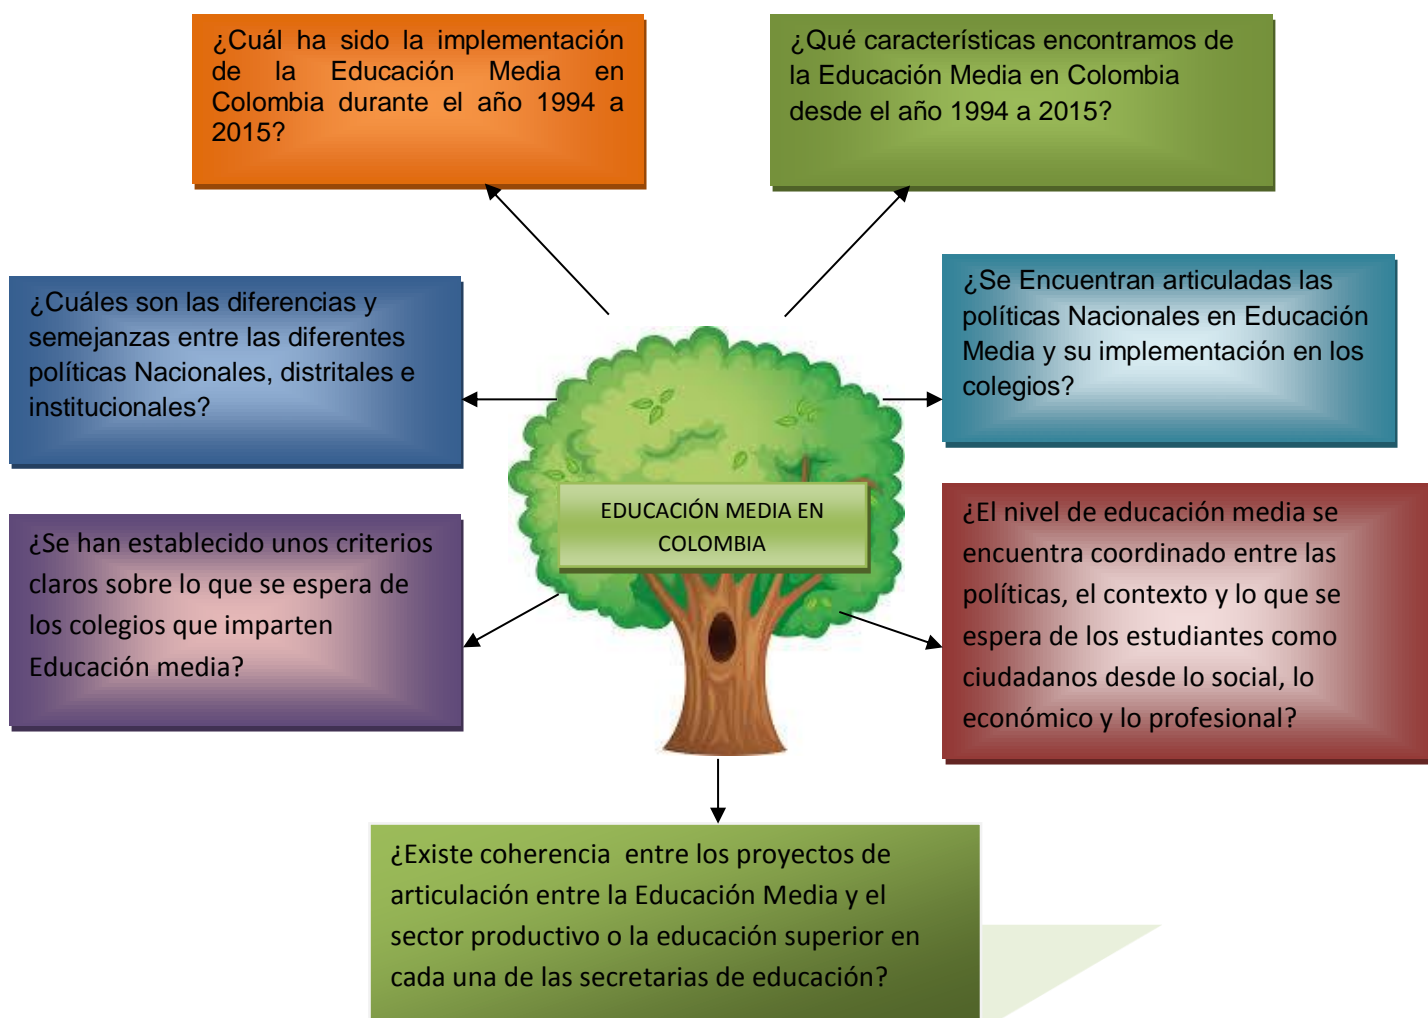 ¿Cuál ha sido la implementación
de la Educación Media en
Colombia durante el año 1994 a
2015?
¿Qué características encontramos de
la Educación Media en Colombia
desde el año 1994 a 2015?
¿Cuáles son las diferencias y
semejanzas entre las diferentes
políticas Nacionales, distritales e
institucionales?
¿Se Encuentran articuladas las
políticas Nacionales en Educación
Media y su implementación en los
colegios?
EDUCACIÓN MEDIA EN
COLOMBIA
¿Se han establecido unos criterios
claros sobre lo que se espera de
los colegios que imparten
Educación media?
¿El nivel de educación media se
encuentra coordinado entre las
políticas, el contexto y lo que se
espera de los estudiantes como
ciudadanos desde lo social, lo
económico y lo profesional?
¿Existe coherencia entre los proyectos de
articulación entre la Educación Media y el
sector productivo o la educación superior en
cada una de las secretarias de educación?